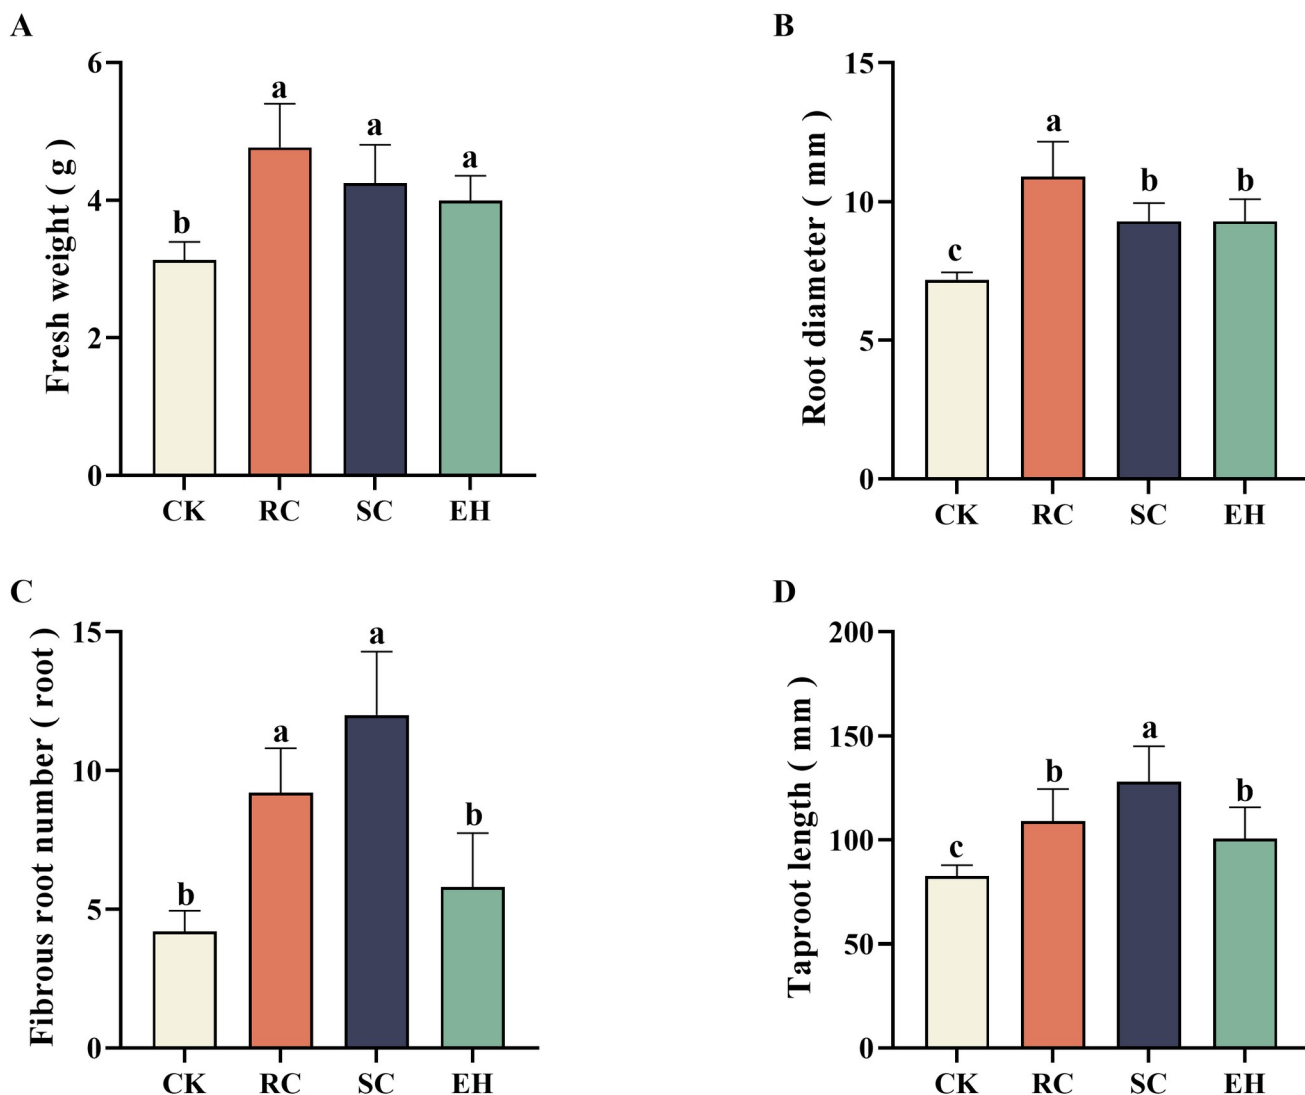 A
Fresh weight ( g )
6
4
2
0
b
a
a
a
CK RC SC EH
B
Root diameter ( mm )
15
10
5
0
c
a
b
b
CK RC SC EH
C
Fibrous root number ( root )
15
10
5
0
b
a
a
b
CK RC SC EH
D
Taproot length ( mm )
200
150
100
50
0
c
b
a
b
CK RC SC EH